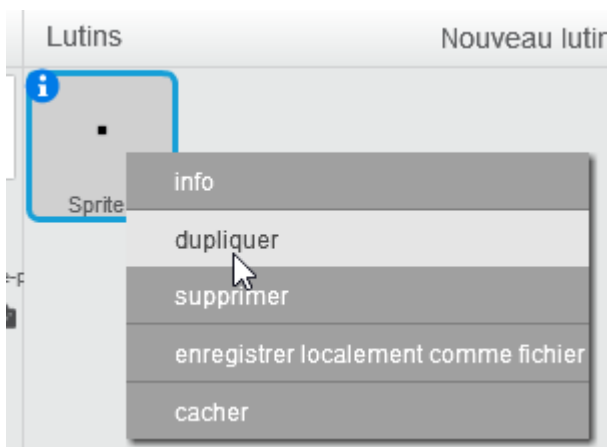 Lutins
Nouveau lutin
Sprite
info
dupliquer
supprimer
enregistrer localement comme fichier
cacher